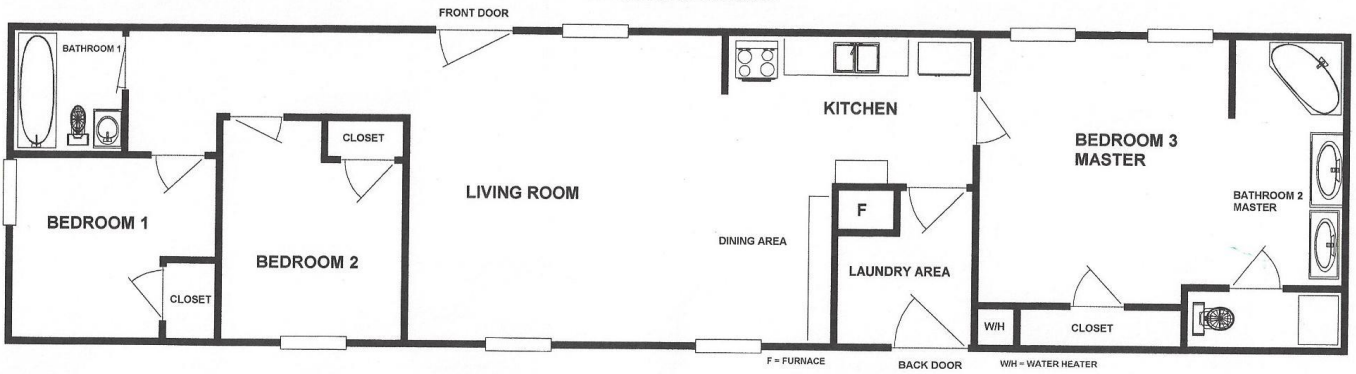 FRONT DOOR
BATHROOM 1
KITCHEN
CLOSET
BEDROOM 3
MASTER
LIVING ROOM
BATHROOM 2
MASTER
BEDROOM 1
F
DINING AREA
BEDROOM 2
LAUNDRY AREA
CLOSET
W/H
CLOSET
F = FURNACE
BACK DOOR
W/H = WATER HEATER